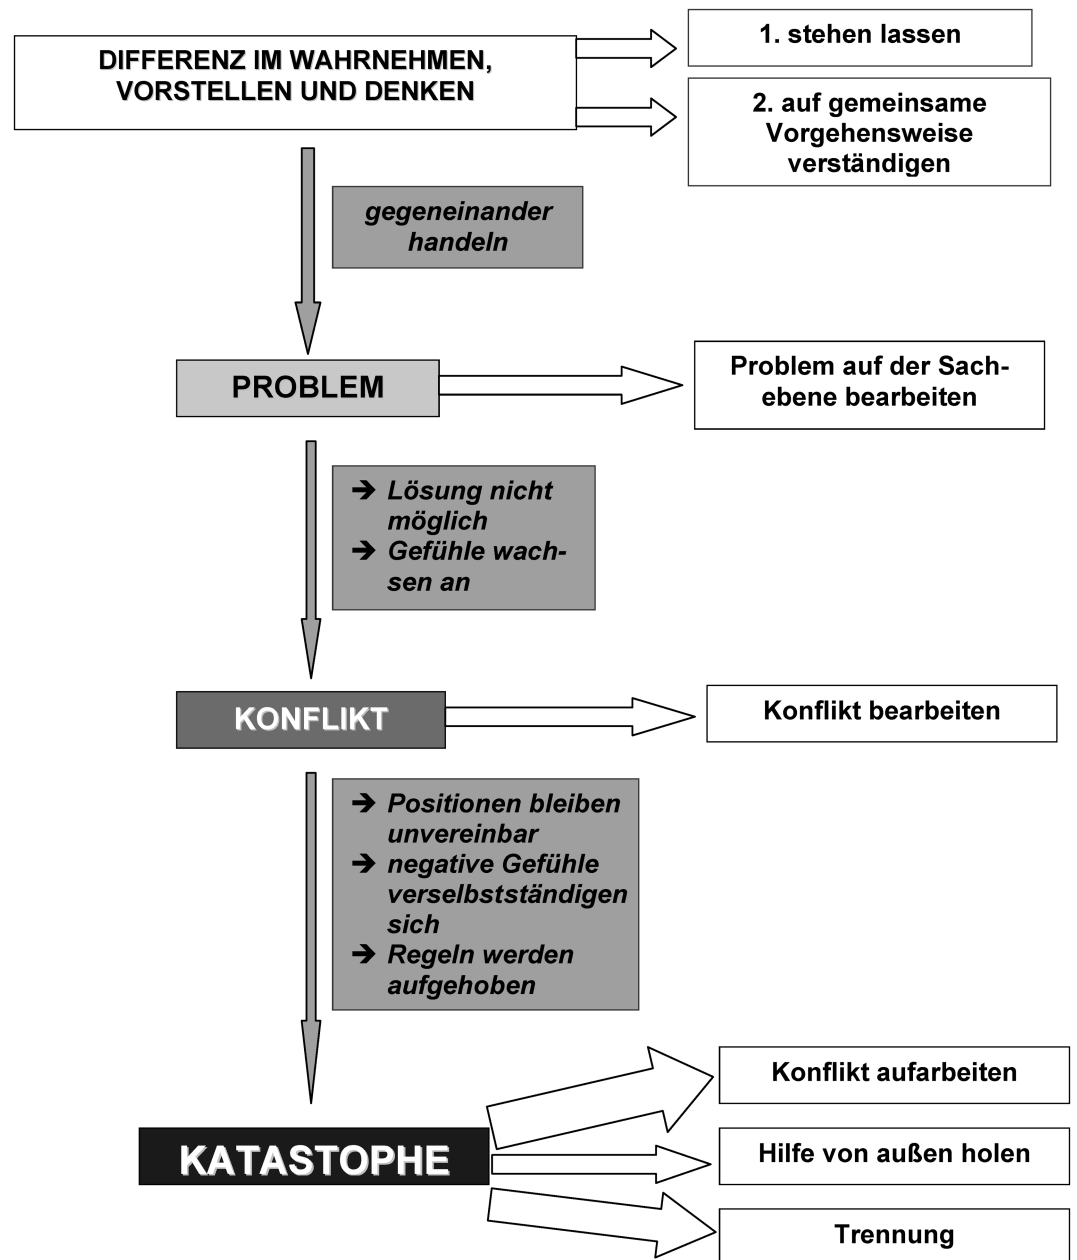 DIFFERENZ IM WAHRNEHMEN,
VORSTELLEN UND DENKEN
1. stehen lassen
2. auf gemeinsame
Vorgehensweise
verständigen
gegeneinander
handeln
PROBLEM
Problem auf der Sach-
ebene bearbeiten
➔ Lösung nicht
möglich
➔ Gefühle wach-
sen an
KONFLIKT
Konflikt bearbeiten
➔ Positionen bleiben
unvereinbar
➔ negative Gefühle
verselbstständigen
sich
➔ Regeln werden
aufgehoben
KATASTOPHE
Konflikt aufarbeiten
Hilfe von außen holen
Trennung